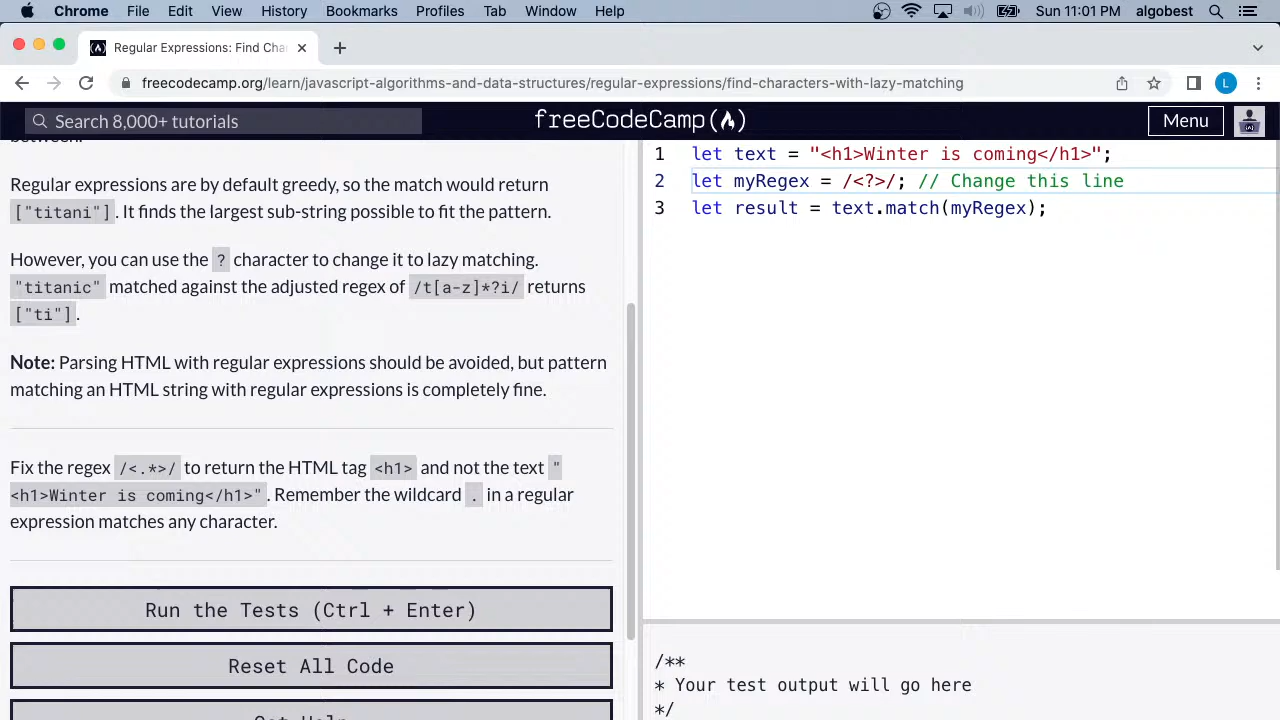 Chrome File Edit View History Bookmarks Profiles Tab Window Help Sun 11:01 PM algobest
Regular Expressions: Find Cha
freecodecamp.org/learn/javascript-algorithms-and-data-structures/regular-expressions/find-characters-with-lazy-matching L
Search 8,000+ tutorials freeCodeCamp Menu
between.
Regular expressions are by default greedy, so the match would return
["titani"]. It finds the largest sub-string possible to fit the pattern.
However, you can use the ? character to change it to lazy matching.
"titanic" matched against the adjusted regex of /t[a-z]*?i/ returns
["ti"].
Note: Parsing HTML with regular expressions should be avoided, but pattern
matching an HTML string with regular expressions is completely fine.
Fix the regex /<.*>/ to return the HTML tag <h1> and not the text "
<h1>Winter is coming</h1>". Remember the wildcard . in a regular
expression matches any character.
Run the Tests (Ctrl + Enter)
Reset All Code
Get Help
1 let text = "<h1>Winter is coming</h1>";
2 let myRegex = /<?>/; // Change this line
3 let result = text.match(myRegex);
/**
* Your test output will go here
*/